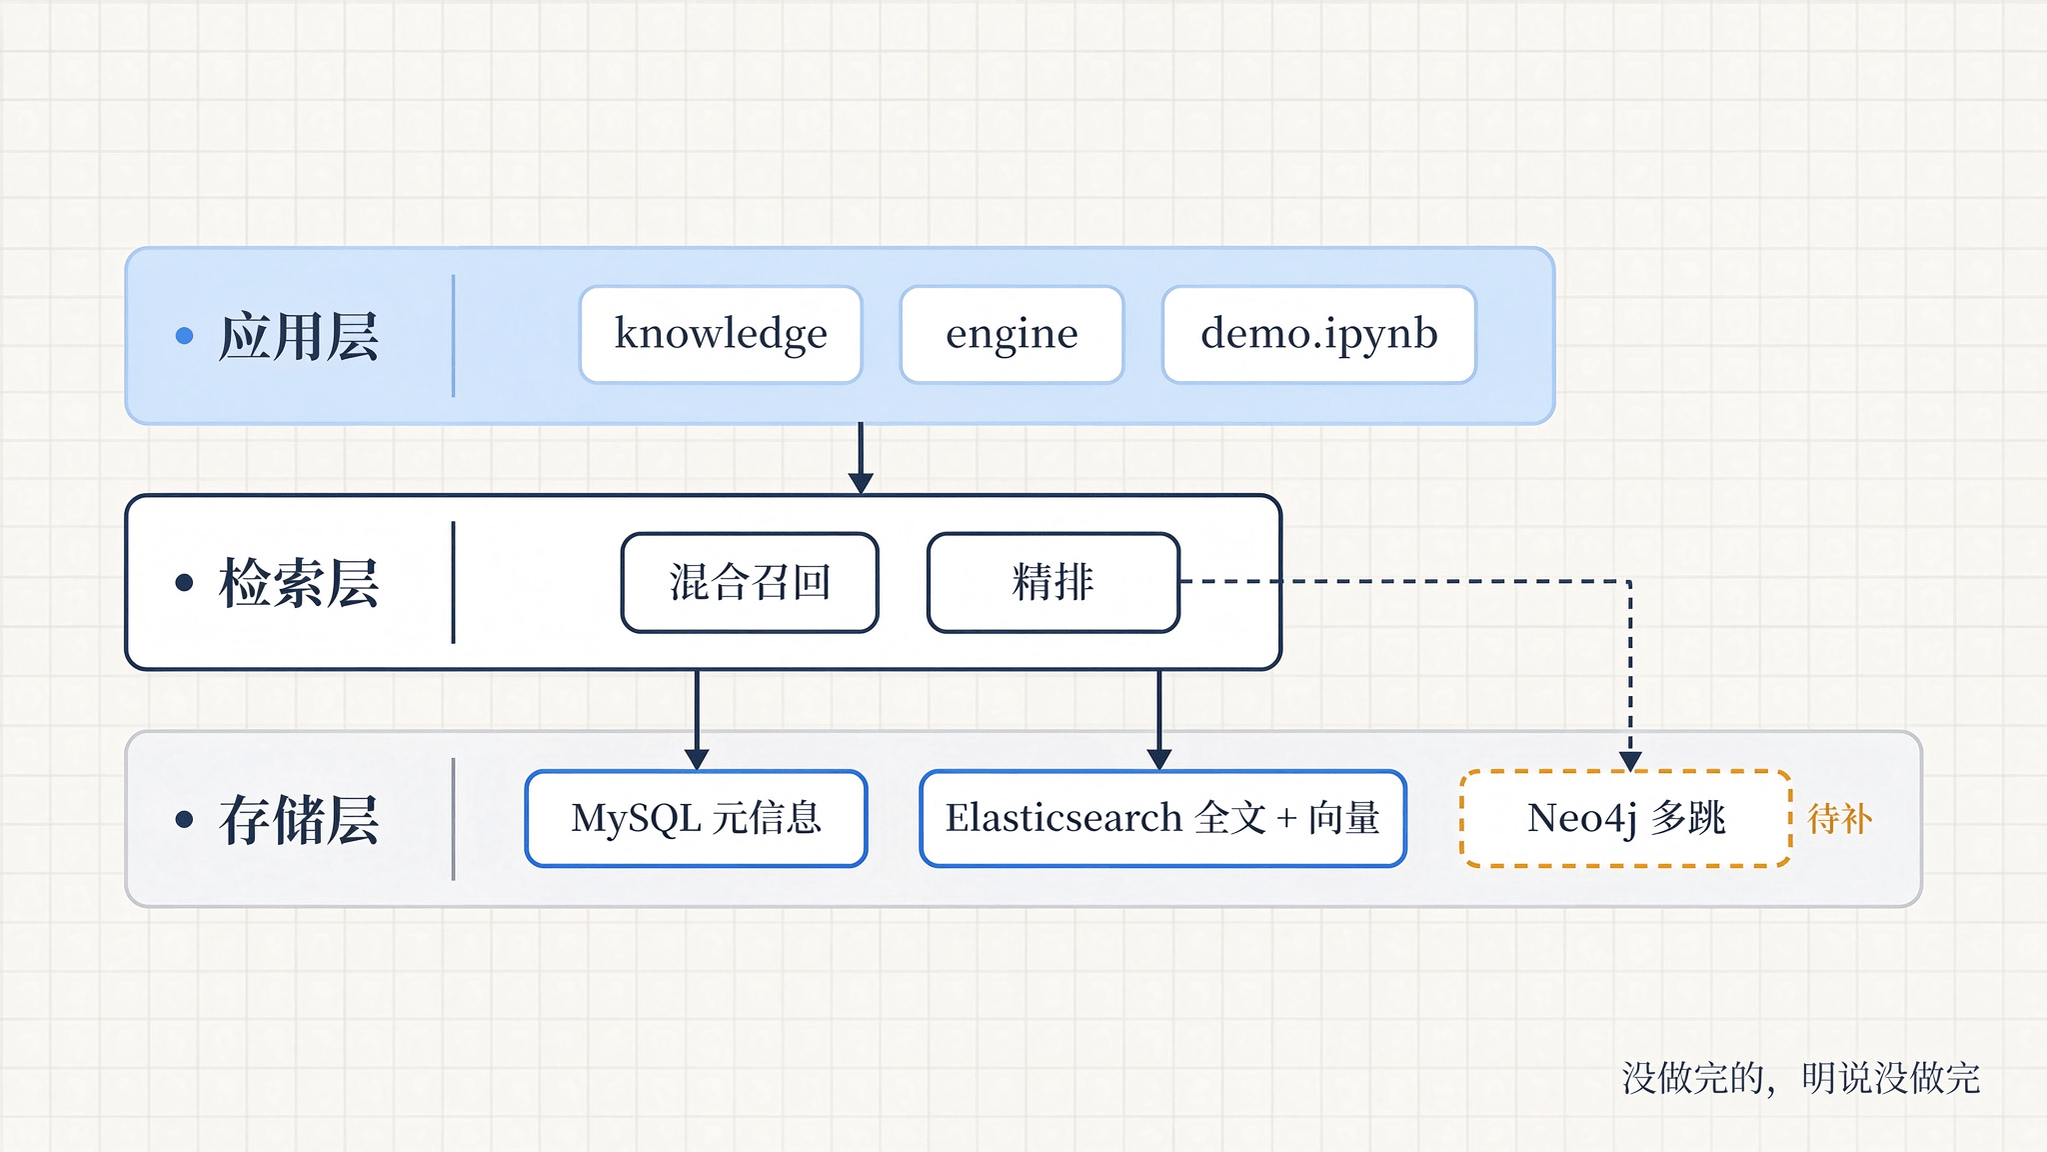 应用层
knowledge
engine
demo.ipynb
检索层
混合召回
精排
存储层
MySQL 元信息
Elasticsearch 全文 + 向量
Neo4j 多跳
待补
没做完的，明说没做完